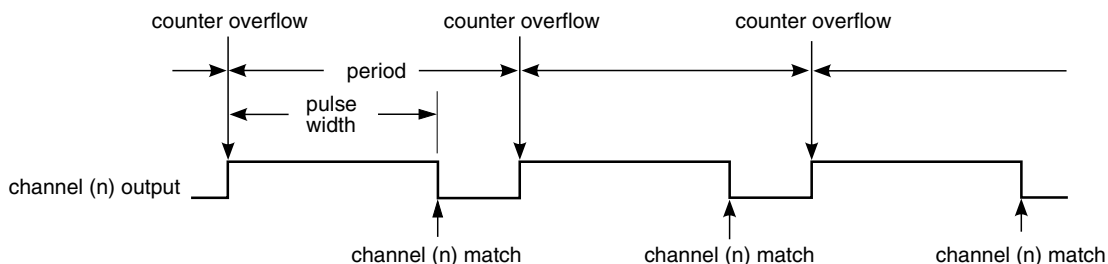 counter overflow
counter overflow
counter overflow
period
pulse
width
channel (n) output
channel (n) match
channel (n) match
channel (n) match